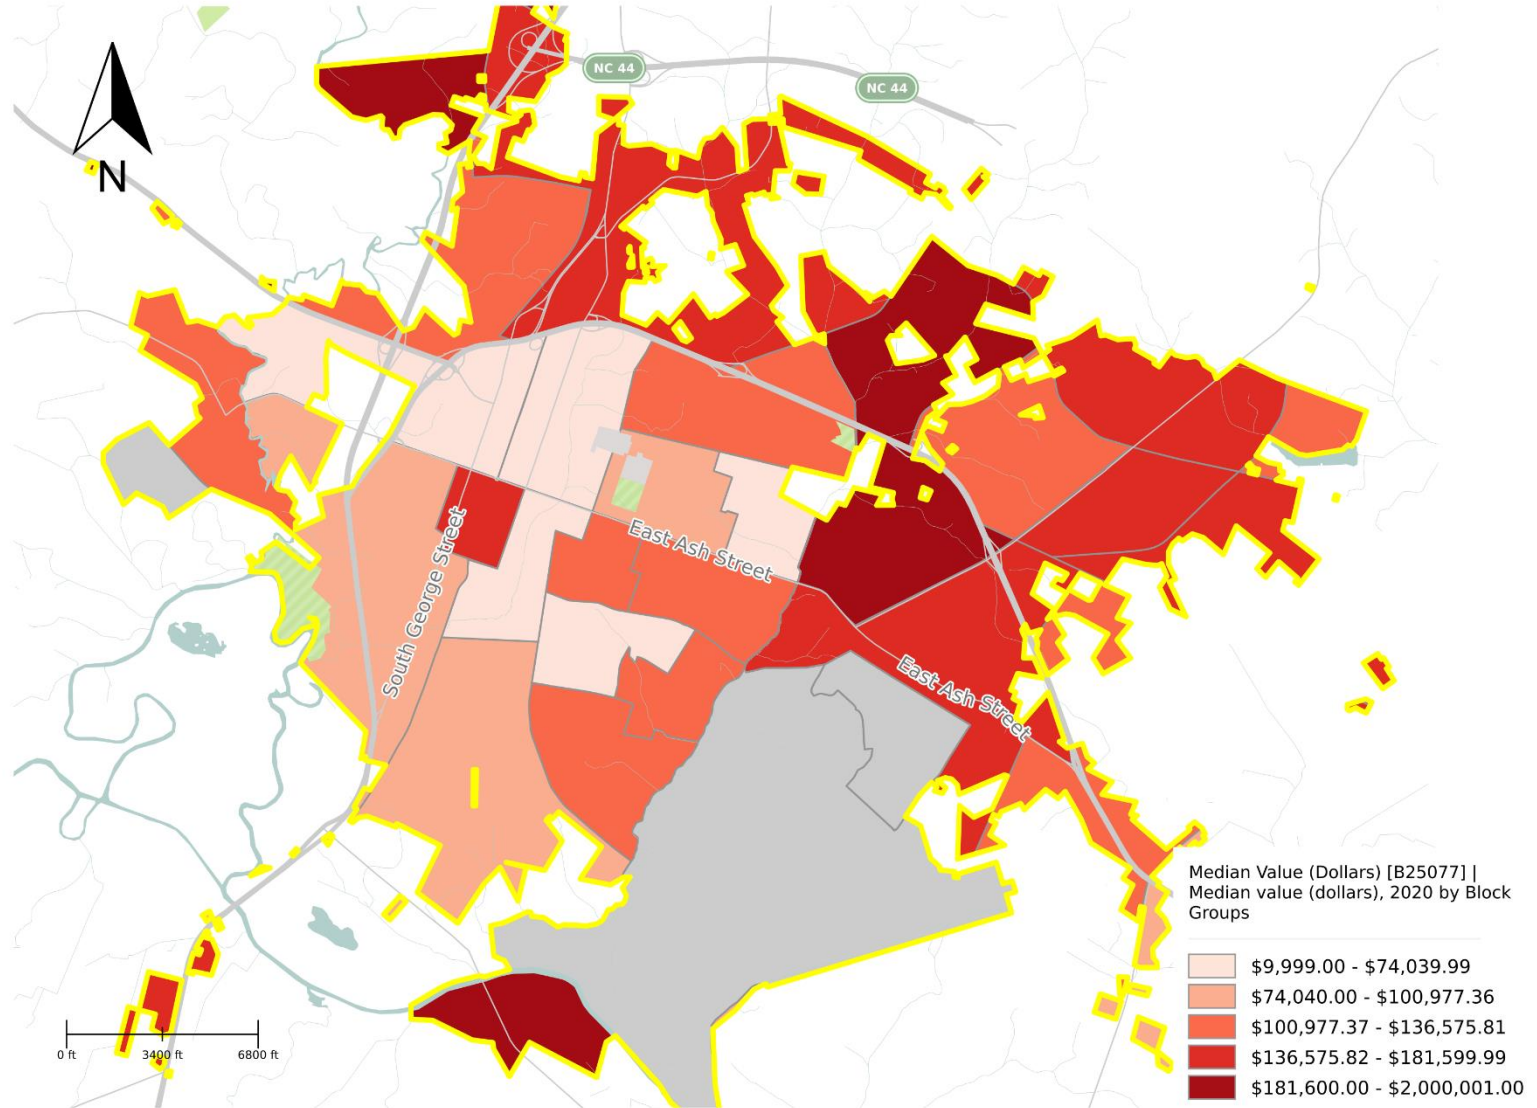 NC 44
NC 44
N
East Ash Street
South George Street
East Ash Street
Median Value (Dollars) [B25077] |
Median value (dollars), 2020 by Block
Groups
$9,999.00 - $74,039.99
$74,040.00 - $100,977.36
$100,977.37 - $136,575.81
$136,575.82 - $181,599.99
$181,600.00 - $2,000,001.00
0 ft 3400 ft 6800 ft